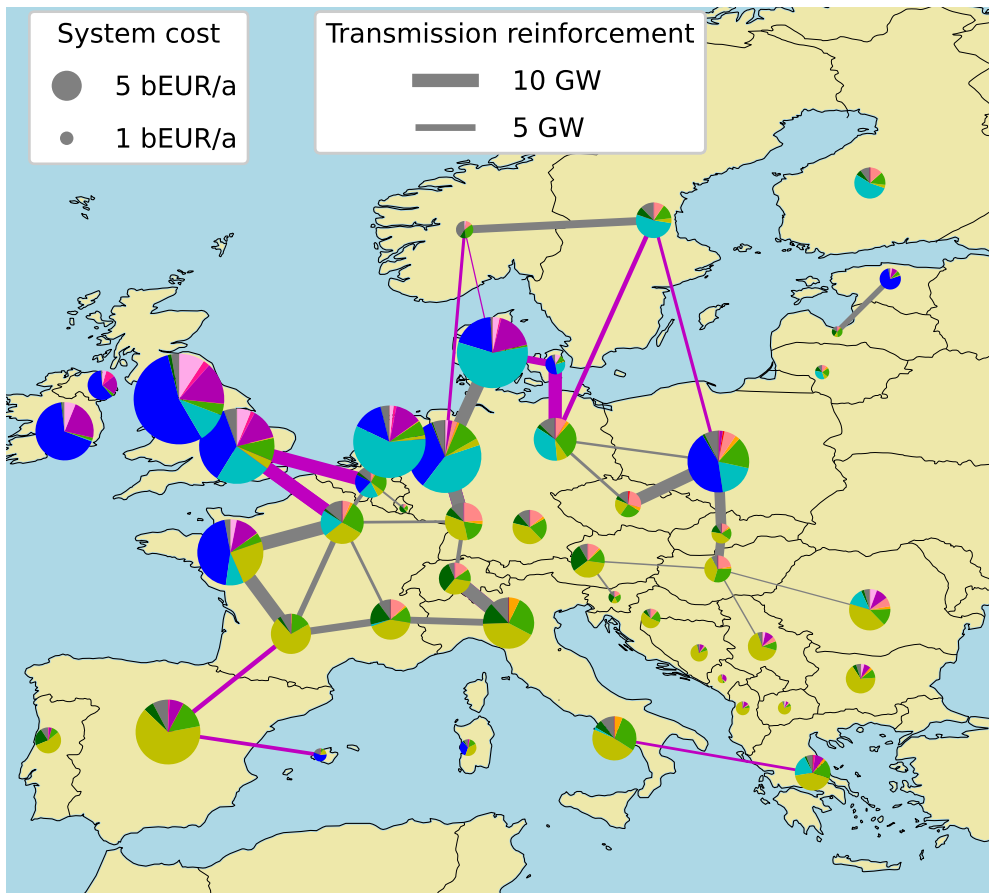 System cost
5 bEUR/a
1 bEUR/a
Transmission reinforcement
10 GW
5 GW